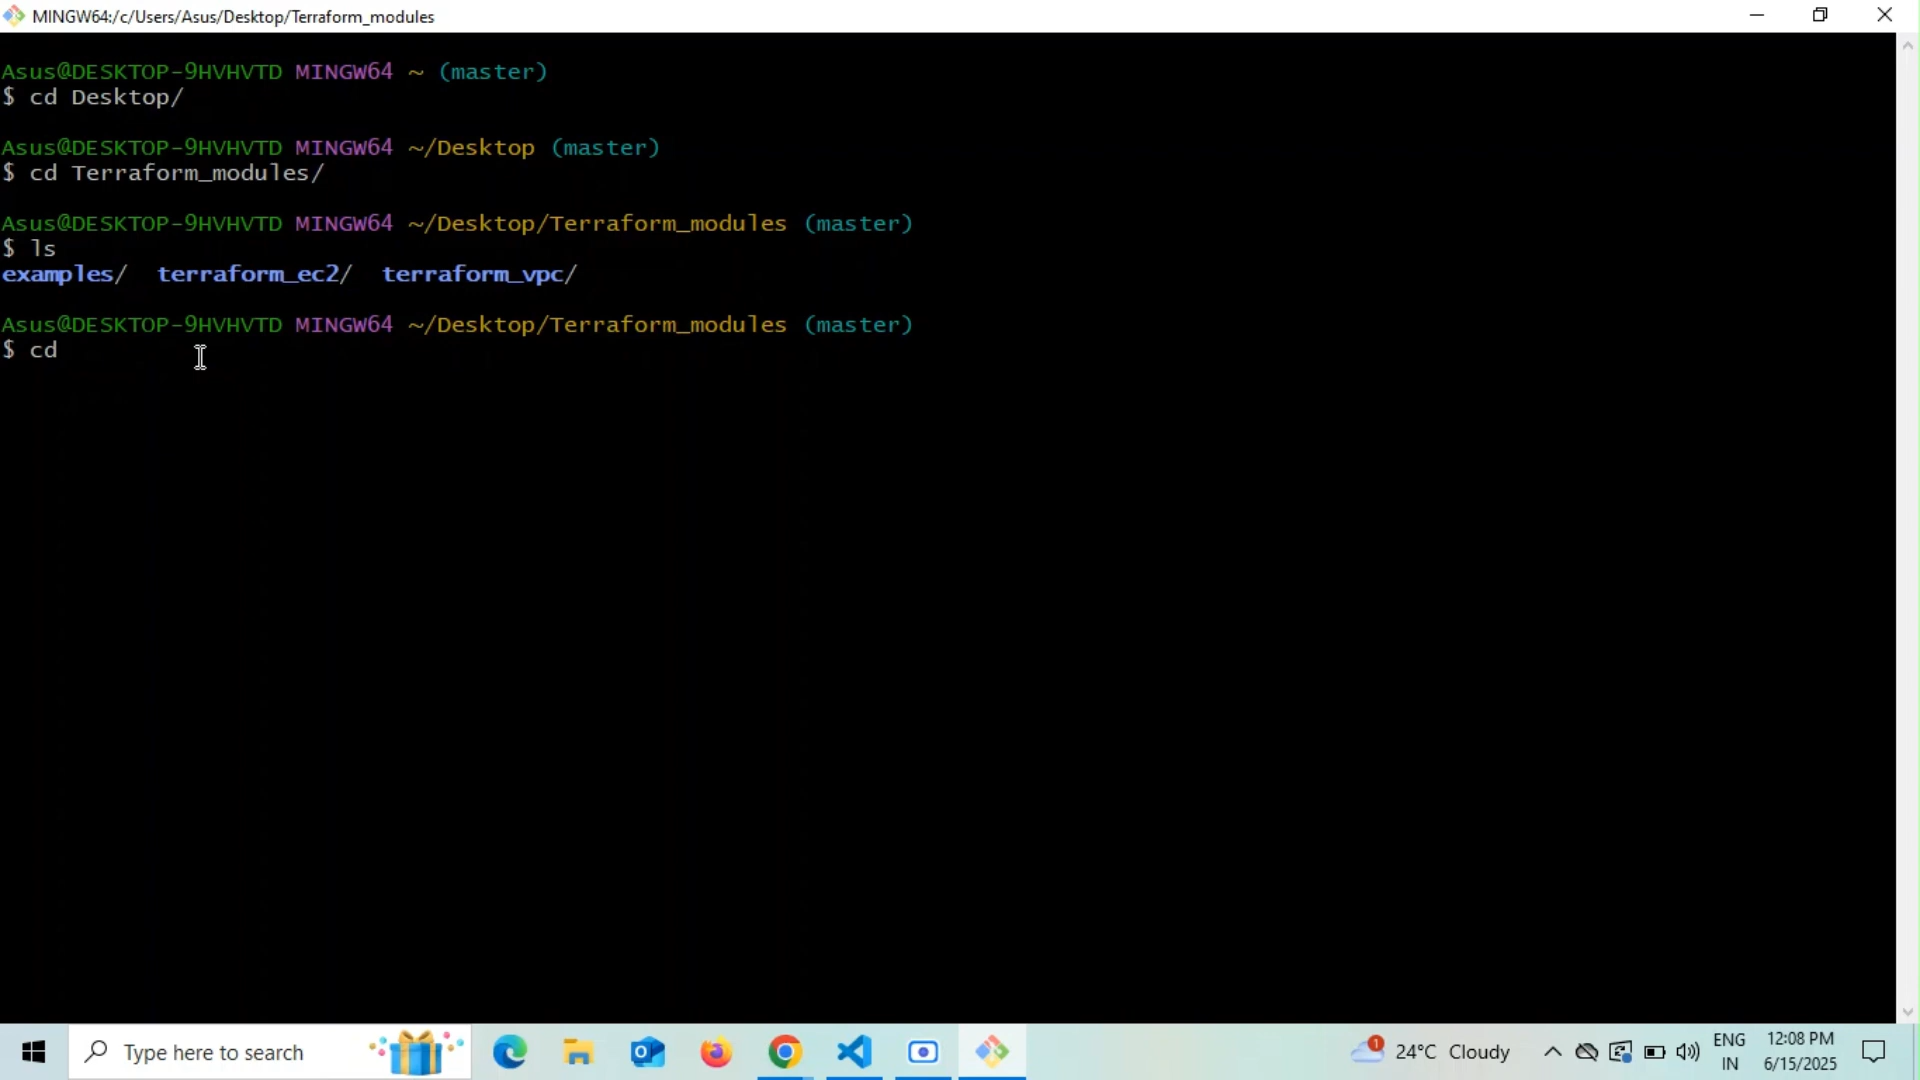 MINGW64:/c/Users/Asus/Desktop/Terraform_modules
Asus@DESKTOP-9HVHVTD MINGW64 ~ (master)
$ cd Desktop/
Asus@DESKTOP-9HVHVTD MINGW64 ~/Desktop (master)
$ cd Terraform_modules/
Asus@DESKTOP-9HVHVTD MINGW64 ~/Desktop/Terraform_modules (master)
$ ls
examples/  terraform_ec2/  terraform_vpc/
Asus@DESKTOP-9HVHVTD MINGW64 ~/Desktop/Terraform_modules (master)
$ cd
Type here to search
1
24°C Cloudy
ENG
IN
12:08 PM
6/15/2025